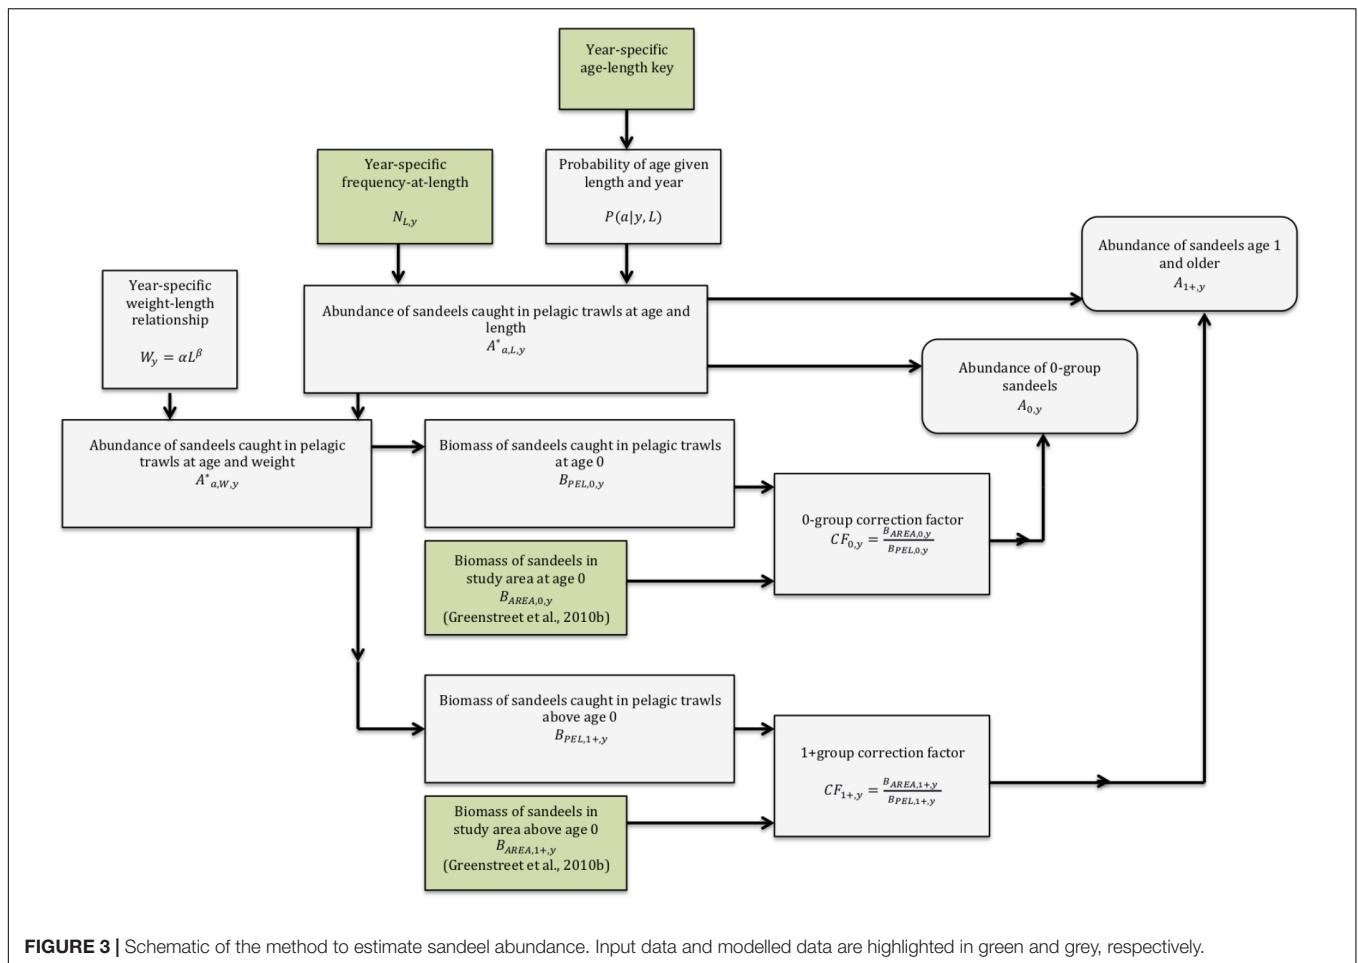 Year-specific
age-length key
Year-specific
frequency-at-length
N_{L,y}
Probability of age given
length and year
P(a|y, L)
Abundance of sandeels age 1
and older
A_{1+,y}
Year-specific
weight-length
relationship
W_y = αL^β
Abundance of sandeels caught in pelagic trawls at age and
length
A*_{a,L,y}
Abundance of 0-group
sandeels
A_{0,y}
Abundance of sandeels caught in pelagic
trawls at age and weight
A*_{a,W,y}
Biomass of sandeels caught in pelagic trawls
at age 0
B_{PEL,0,y}
0-group correction factor
CF_{0,y} = B_{AREA,0,y} / B_{PEL,0,y}
Biomass of sandeels in
study area at age 0
B_{AREA,0,y}
(Greenstreet et al., 2010b)
Biomass of sandeels caught in pelagic trawls
above age 0
B_{PEL,1+,y}
1+group correction factor
CF_{1+,y} = B_{AREA,1+,y} / B_{PEL,1+,y}
Biomass of sandeels in
study area above age 0
B_{AREA,1+,y}
(Greenstreet et al., 2010b)
FIGURE 3 | Schematic of the method to estimate sandeel abundance. Input data and modelled data are highlighted in green and grey, respectively.